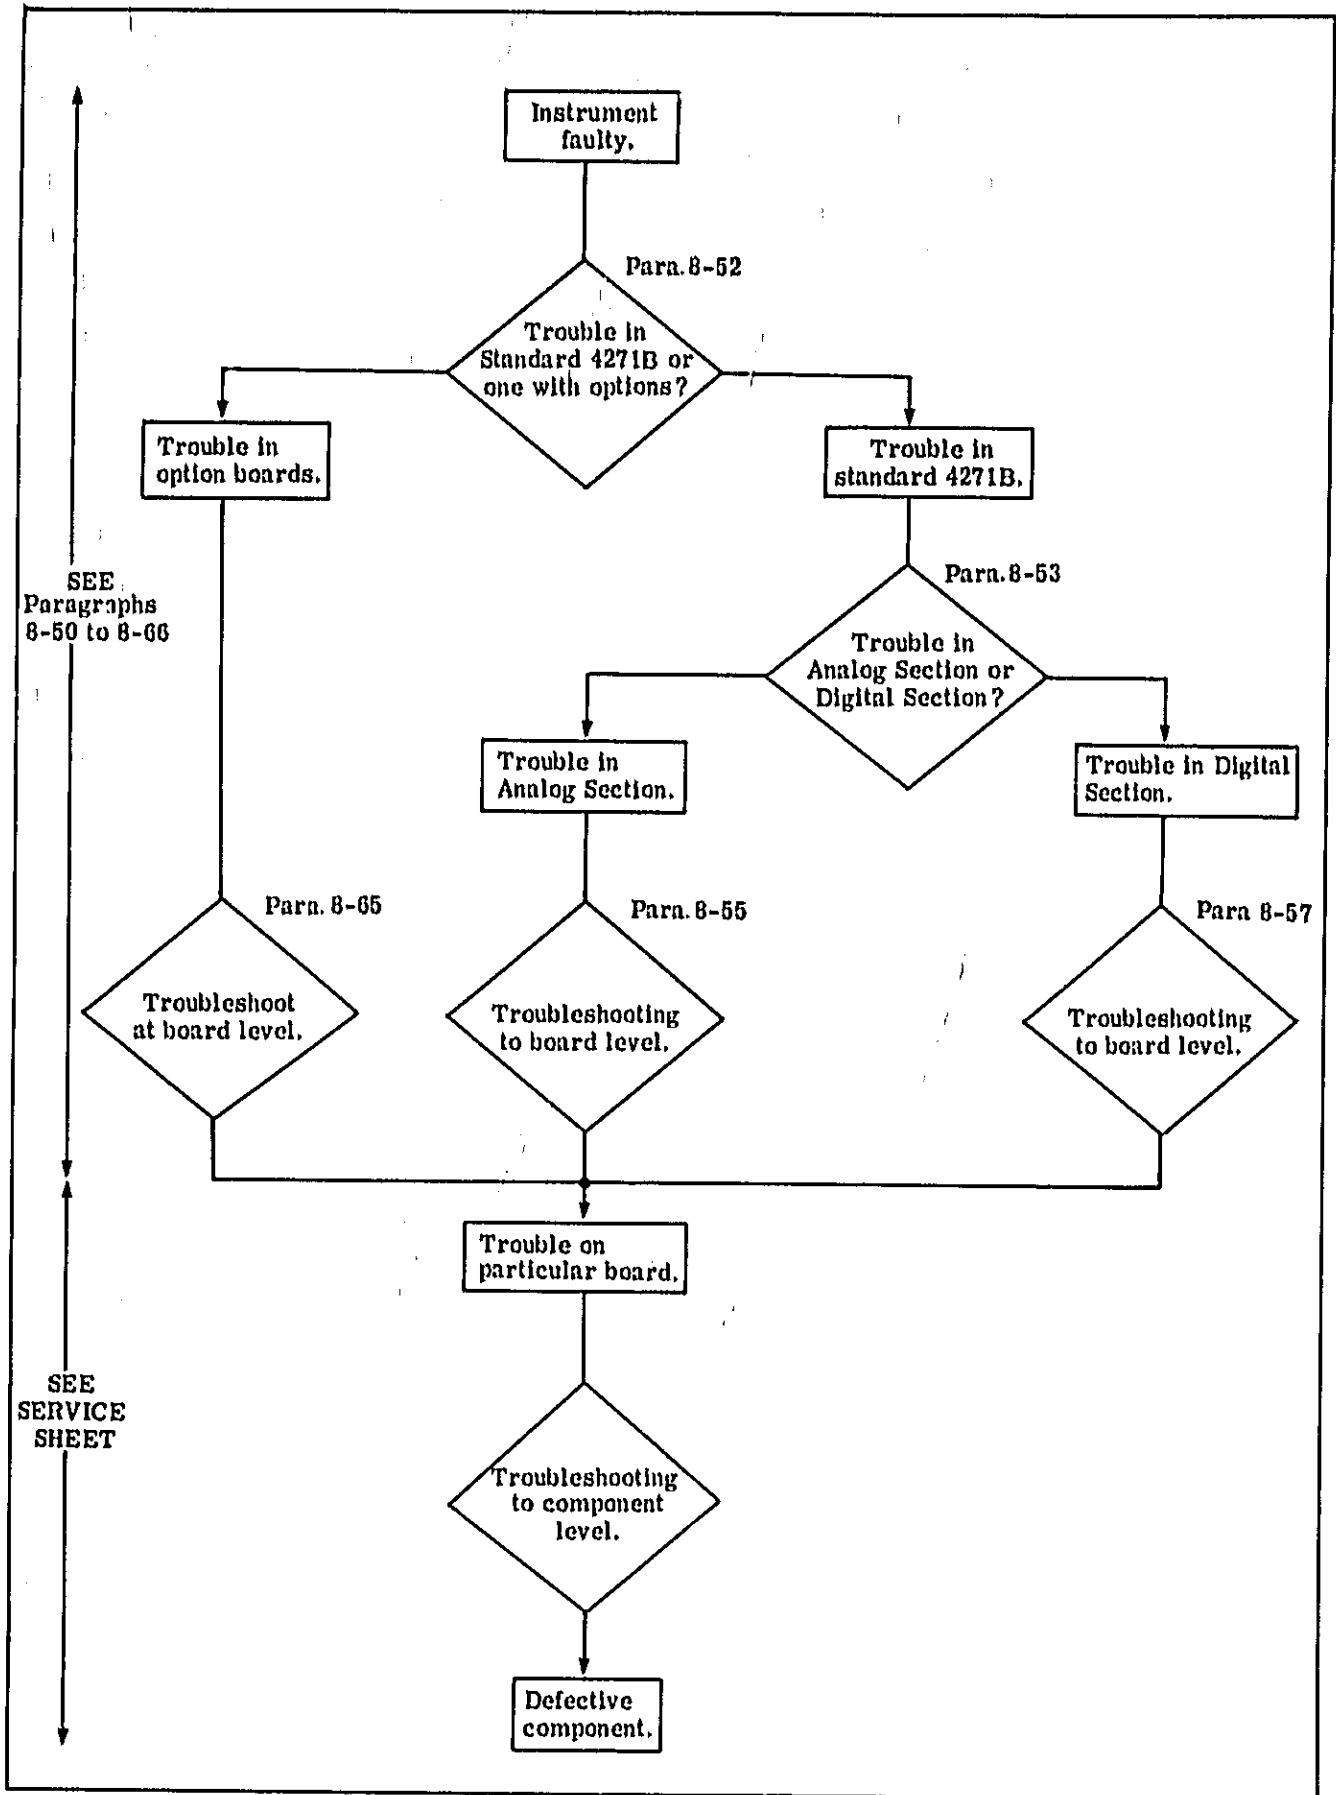 Instrument
faulty.
Para. 8-52
Trouble in
Standard 4271B or
one with options?
Trouble in
option boards.
Trouble in
standard 4271B.
SEE
Paragraphs
8-50 to 8-66
Para. 8-53
Trouble in
Analog Section or
Digital Section?
Trouble in
Analog Section.
Trouble in Digital
Section.
Para. 8-65
Para. 8-55
Para 8-57
Troubleshoot
at board level.
Troubleshooting
to board level.
Troubleshooting
to board level.
Trouble on
particular board.
SEE
SERVICE
SHEET
Troubleshooting
to component
level.
Defective
component.